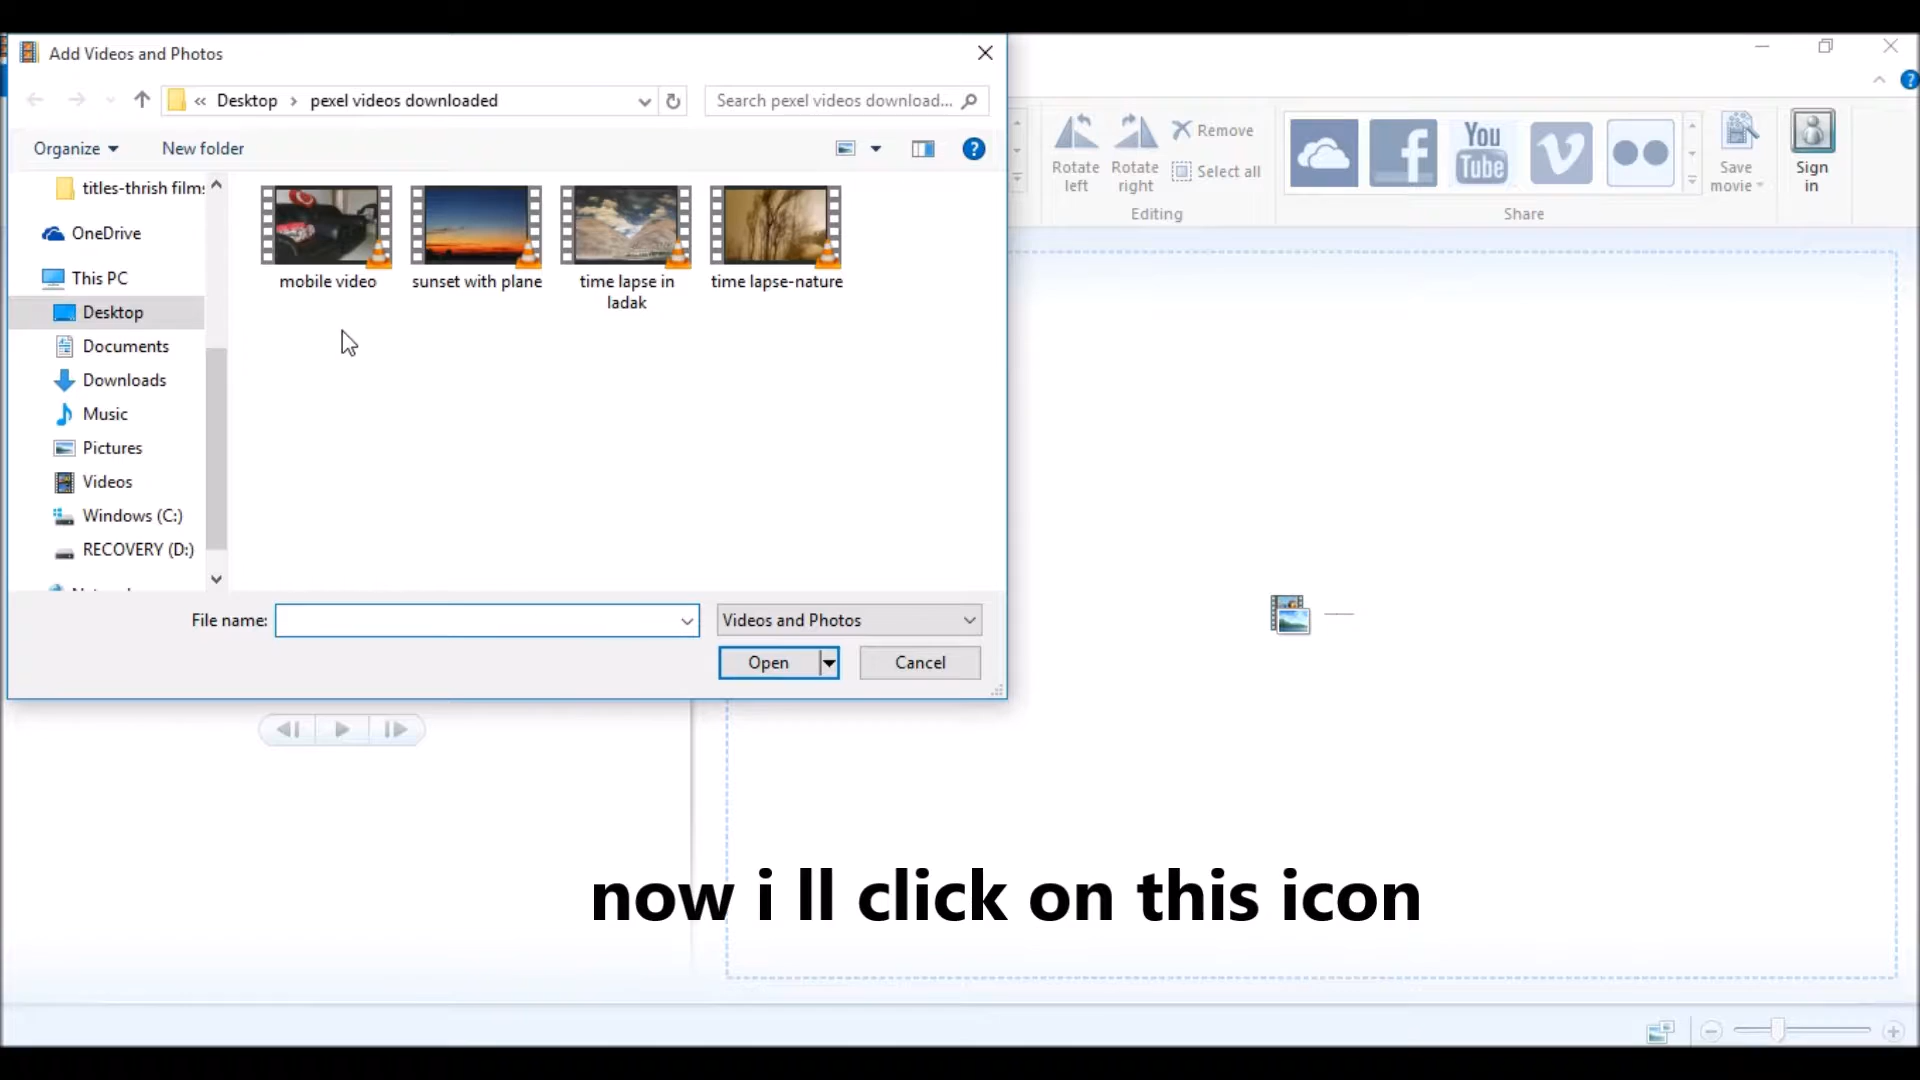 Add Videos and Photos
« Desktop › pexel videos downloaded
Search pexel videos download...
Organize
New folder
titles-thrish films
OneDrive
This PC
Desktop
Documents
Downloads
Music
Pictures
Videos
Windows (C:)
RECOVERY (D:)
mobile video
sunset with plane
time lapse in
ladak
time lapse-nature
File name:
Videos and Photos
Open
Cancel
Rotate
left
Rotate
right
Remove
Select all
Editing
You
Tube
Share
Save
movie
Sign
in
now i ll click on this icon